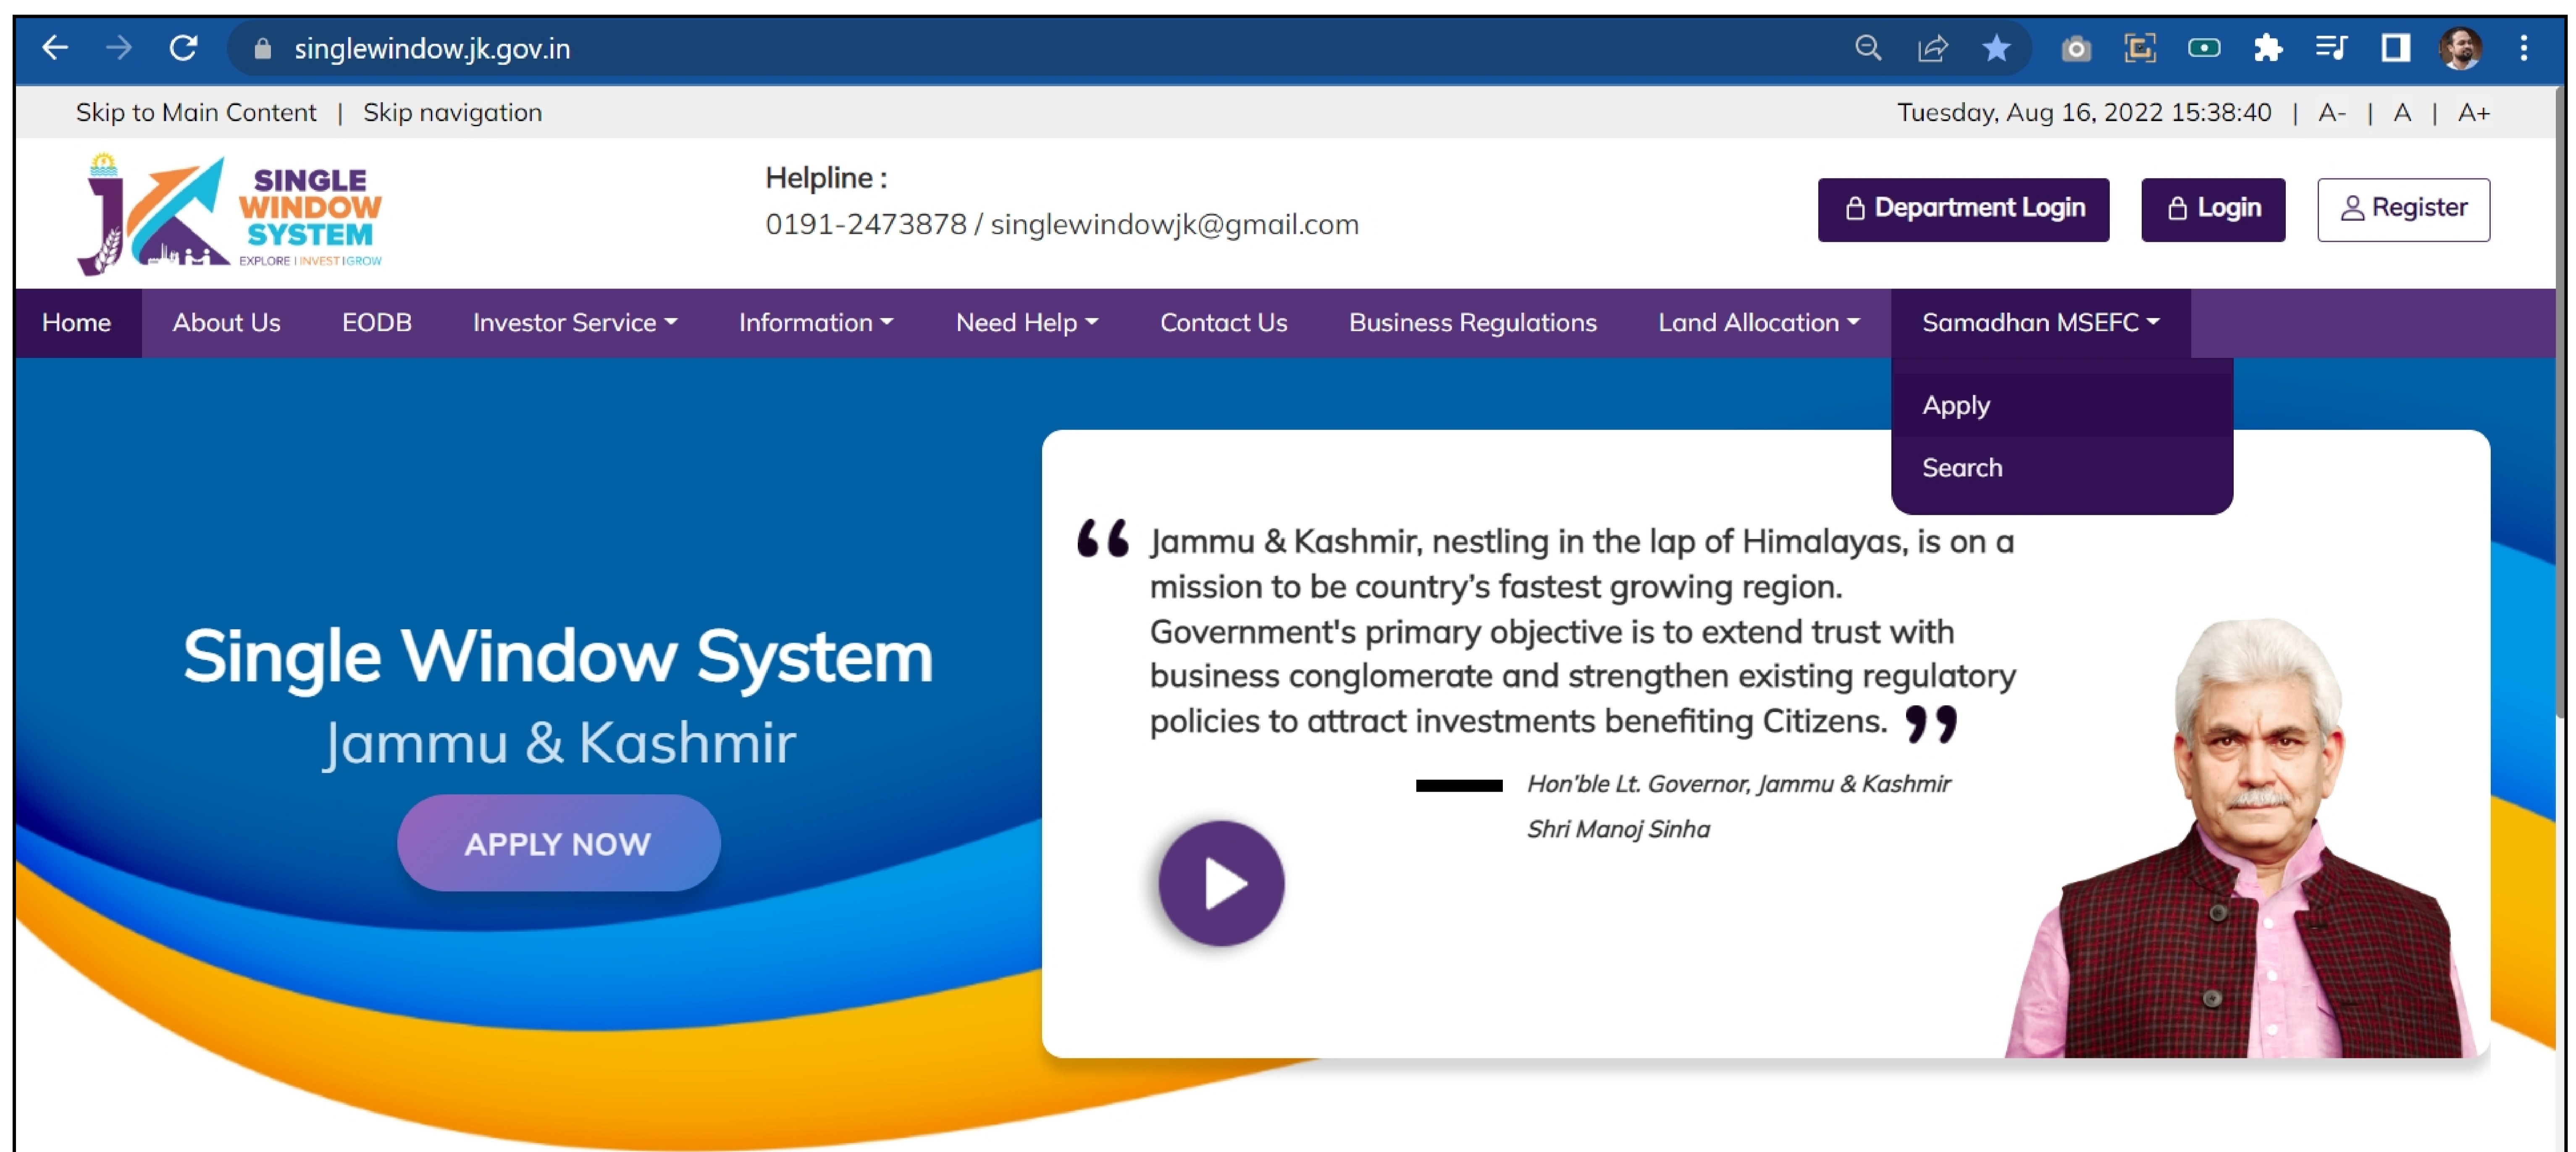 singlewindow.jk.gov.in
Skip to Main Content | Skip navigation
Tuesday, Aug 16, 2022 15:38:40 | A- | A | A+
JK
SINGLE
WINDOW
SYSTEM
EXPLORE | INVEST | GROW
Helpline :
0191-2473878 / singlewindowjk@gmail.com
Department Login
Login
Register
Home About Us EODB Investor Service Information Need Help Contact Us Business Regulations Land Allocation Samadhan MSEFC
Apply
Search
Single Window System
Jammu & Kashmir
APPLY NOW
“ Jammu & Kashmir, nestling in the lap of Himalayas, is on a
mission to be country’s fastest growing region.
Government's primary objective is to extend trust with
business conglomerate and strengthen existing regulatory
policies to attract investments benefiting Citizens. ”
Hon’ble Lt. Governor, Jammu & Kashmir
Shri Manoj Sinha